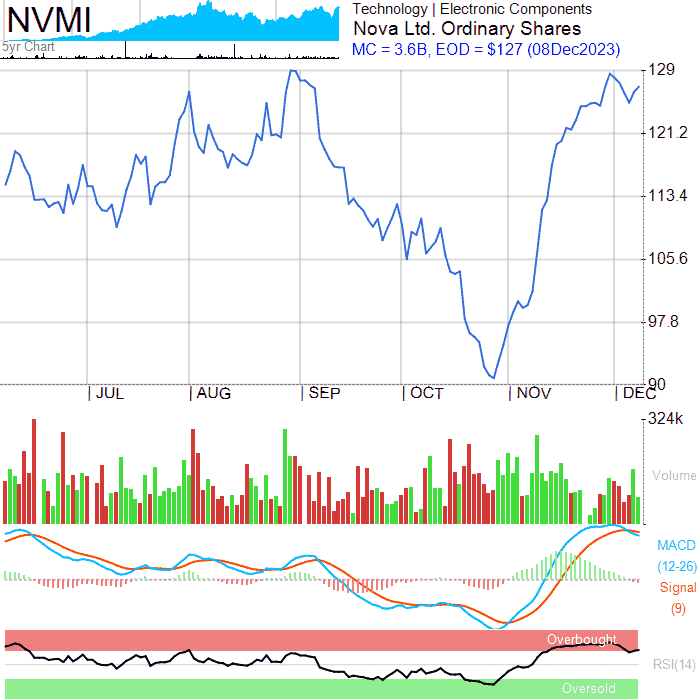 NVMI
5yr Chart
Technology | Electronic Components
Nova Ltd. Ordinary Shares
MC = 3.6B, EOD = $127 (08Dec2023)
129
121.2
113.4
105.6
97.8
90
JUL AUG SEP OCT NOV DEC
324k
Volume
MACD
(12-26)
Signal
(9)
Overbought
RSI(14)
Oversold